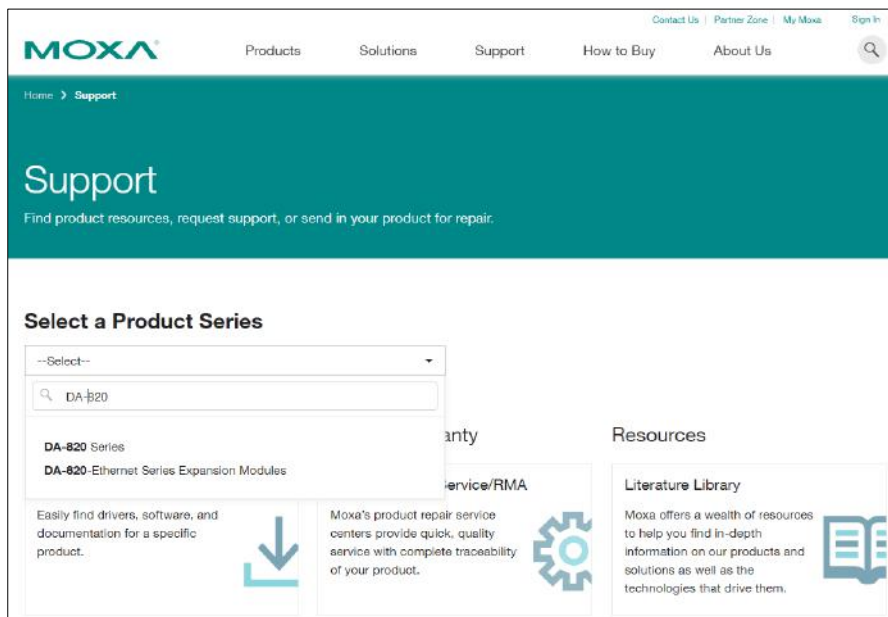 Contact Us | Partner Zone | My Moxa Sign In
MOXA®
Products Solutions Support How to Buy About Us
Home > Support
Support
Find product resources, request support, or send in your product for repair.
Select a Product Series
--Select--
DA-820
DA-820 Series
DA-820-Ethernet Series Expansion Modules
anty
Resources
ervice/RMA
Literature Library
Easily find drivers, software, and
documentation for a specific
product.
Moxa's product repair service
centers provide quick, quality
service with complete traceability
of your product.
Moxa offers a wealth of resources
to help you find in-depth
information on our products and
solutions as well as the
technologies that drive them.